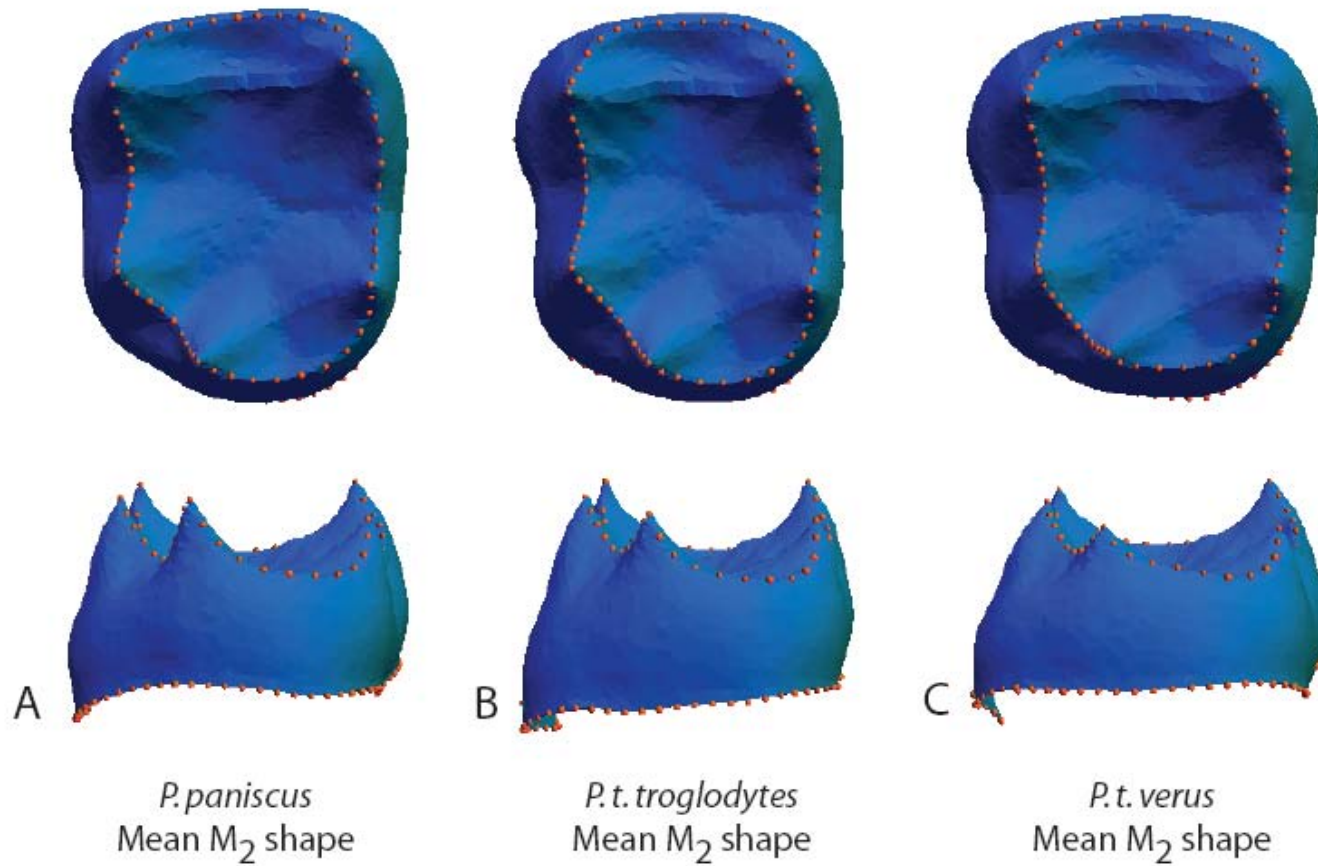 A
B
C
P. paniscus
Mean M₂ shape
P. t. troglodytes
Mean M₂ shape
P. t. verus
Mean M₂ shape